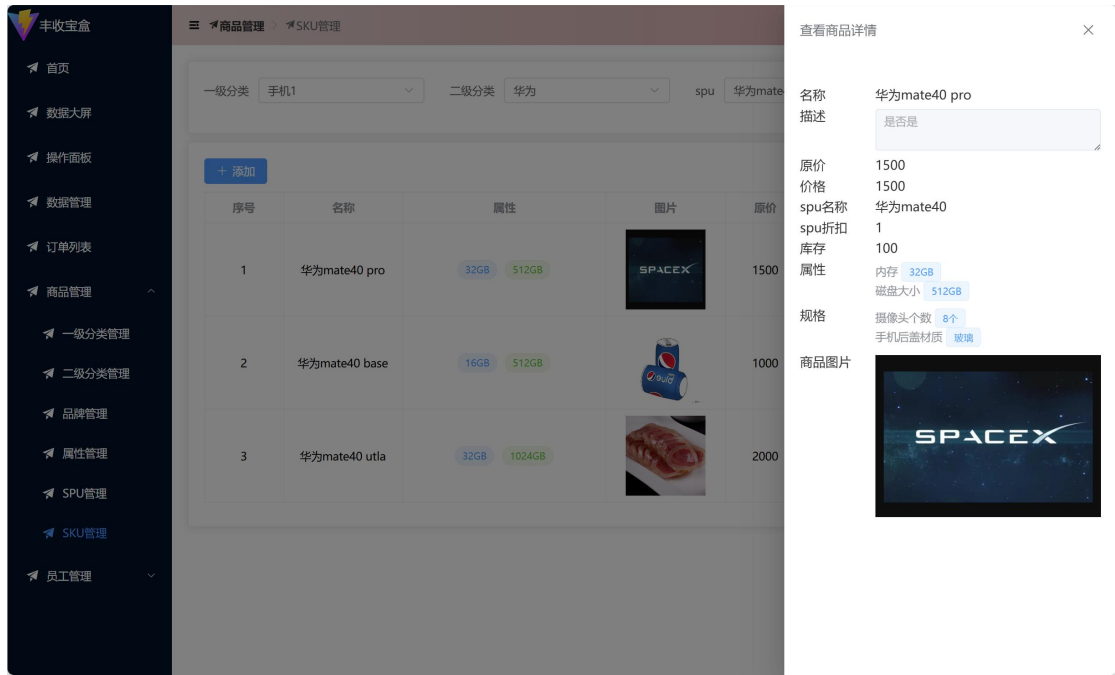 丰收宝盒
首页
数据大屏
操作面板
数据管理
订单列表
商品管理
一级分类管理
二级分类管理
品牌管理
属性管理
SPU管理
SKU管理
员工管理
商品管理 > SKU管理
一级分类 手机1 二级分类 华为 spu 华为mate
+ 添加
序号 名称 属性 图片 原价
1 华为mate40 pro 32GB 512GB SPACEX 1500
2 华为mate40 base 16GB 512GB 1000
3 华为mate40 utla 32GB 1024GB 2000
查看商品详情
名称 华为mate40 pro
描述 是否是
原价 1500
价格 1500
spu名称 华为mate40
spu折扣 1
库存 100
属性 内存 32GB
磁盘大小 512GB
规格 摄像头个数 8个
手机后盖材质 玻璃
商品图片
SPACEX